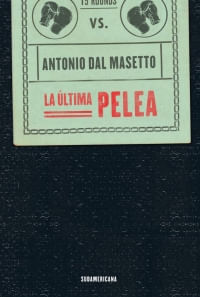 15 ROUNDS
VS.
ANTONIO DAL MASETTO
LA ÚLTIMA PELEA
SUDAMERICANA